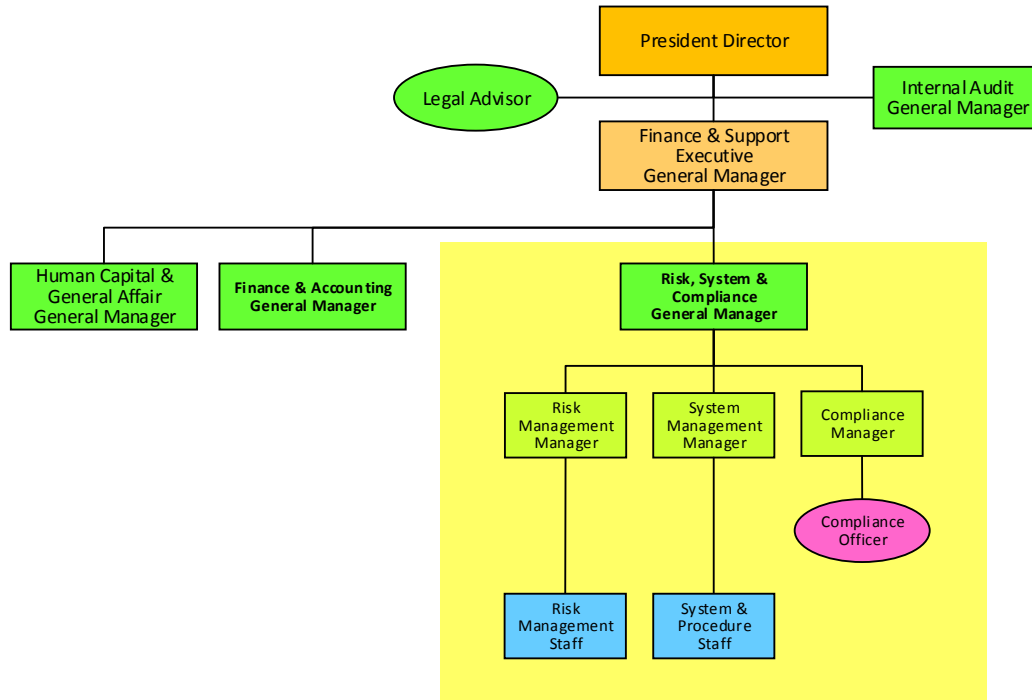 President Director
Legal Advisor
Internal Audit
General Manager
Finance & Support
Executive
General Manager
Human Capital &
General Affair
General Manager
Finance & Accounting
General Manager
Risk, System &
Compliance
General Manager
Risk
Management
Manager
System
Management
Manager
Compliance
Manager
Compliance
Officer
Risk
Management
Staff
System &
Procedure
Staff